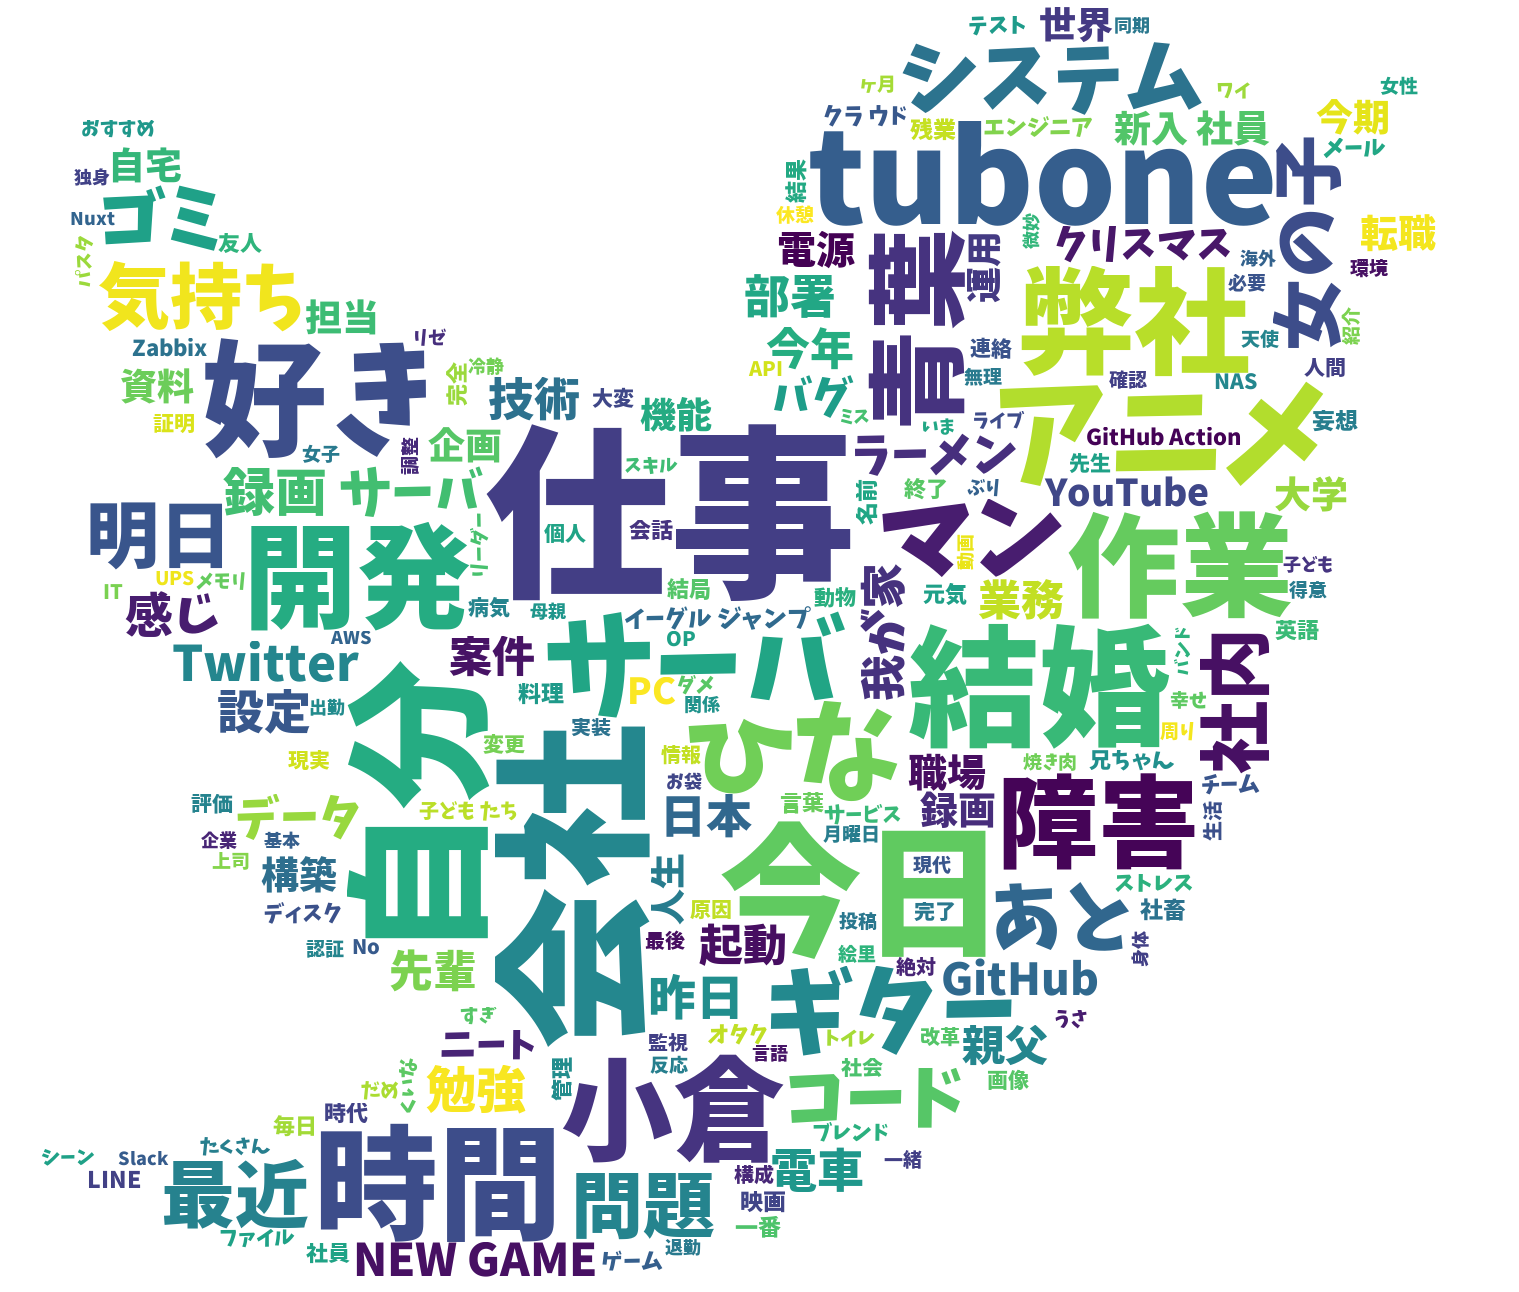 テスト
世界
同期
システム
ヶ月
ワイ
女性
クラウド
残業
エンジニア
新入 社員
今期
メール
おすすめ
自宅
独身
tubone
女の子
結果
Nuxt
ゴミ
友人
休憩
微妙
クリスマス
転職
電源
青葉
運用
海外
環境
パスタ
気持ち
担当
部署
弊社
必要
紹介
リゼ
Zabbix
好き
今年
連絡
天使
人間
冷静
完全
API
無理
確認
NAS
資料
技術
大変
機能
バグ
アニメ
証明
ミス
いま
ライブ
妄想
女子
調整
企画
ラーメン
GitHub Action
仕事
スキル
先生
録画 サーバ
名前
終了
ぶり
YouTube
大学
明日
開発
リーダー
個人
会話
マン
動画
作業
子ども
IT
UPS
メモリ
感じ
結局
動物
我が家
元気
業務
得意
病気
母親
イーグル ジャンプ
AWS
Twitter
案件
サーバ
OP
結婚
バンド
英語
社内
料理
PC
ダメ
関係
設定
出勤
自分
幸せ
会社
実装
ひな
変更
情報
周り
現実
お袋
職場
焼き肉
兄ちゃん
評価
データ
子ども たち
日本
言葉
サービス
録画
障害
チーム
生活
企業
基本
月曜日
上司
構築
人生
今日
現代
ストレス
ディスク
原因
投稿
完了
あと
社畜
認証
No
最後
起動
絵里
絶対
身体
先輩
昨日
ギター
GitHub
すぎ
うさ
ニート
監視
オタク
トイレ
改革
親父
反応
言語
管理
勉強
だめ
くいな
小倉
社会
コード
画像
毎日
時代
ブレンド
たくさん
シーン
Slack
LINE
最近
時間
問題
構成
電車
一緒
映画
ファイル
一番
社員
NEW GAME
ゲーム
退勤